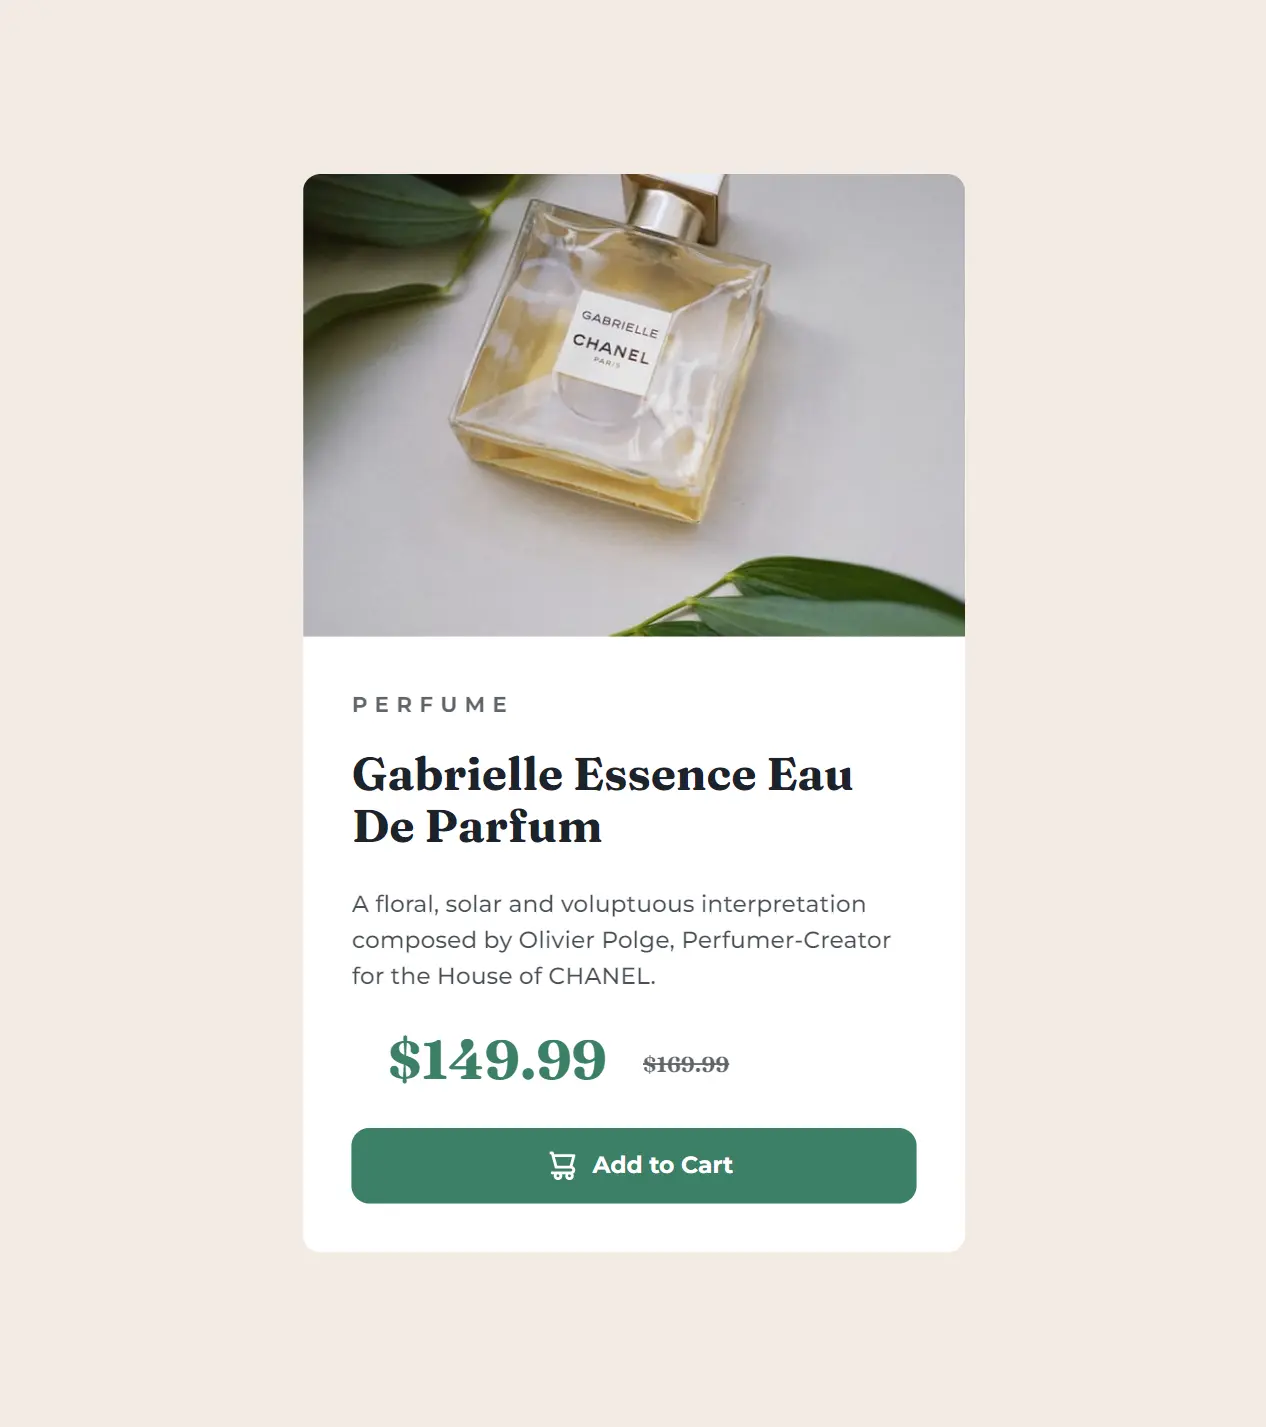 GABRIELLE
CHANEL
PARIS
PERFUME
Gabrielle Essence Eau
De Parfum
A floral, solar and voluptuous interpretation
composed by Olivier Polge, Perfumer-Creator
for the House of CHANEL.
$149.99 $169.99
Add to Cart